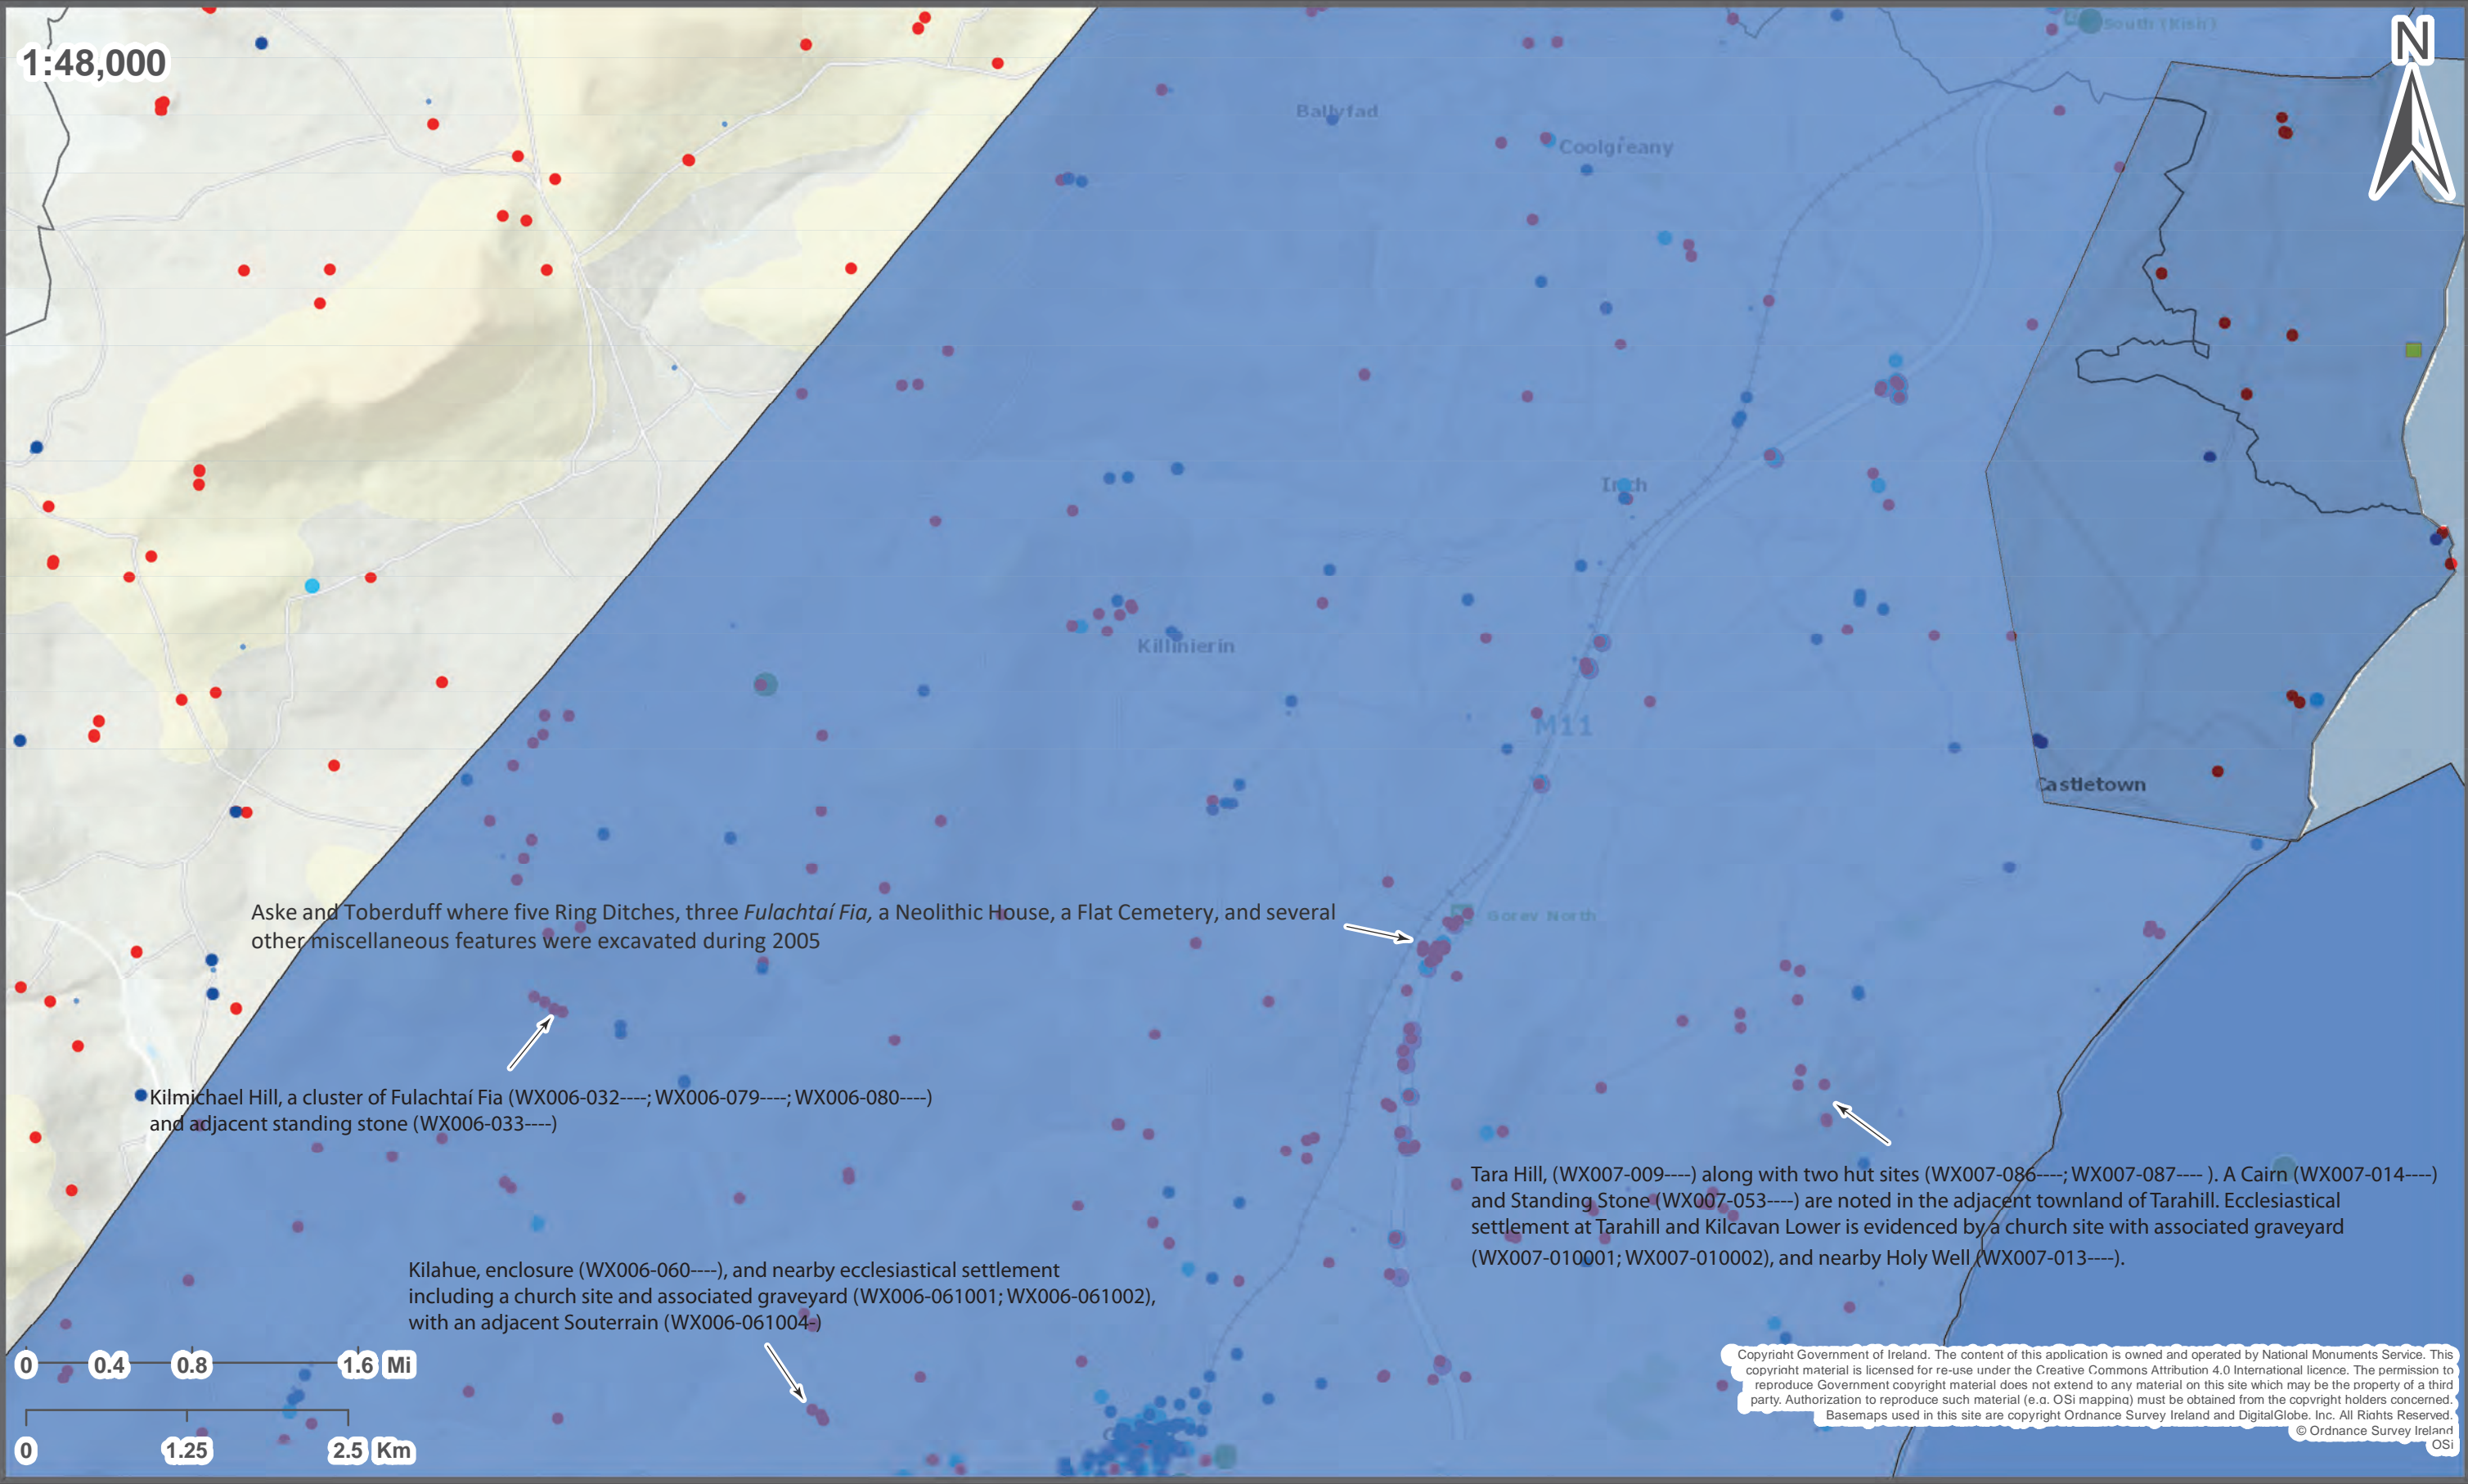 1:48,000
N
South (Kish)
Ballyfad
Coolgreany
Inch
Killinierin
M11
Castletown
Gorey North
Aske and Toberduff where five Ring Ditches, three Fulachtaí Fia, a Neolithic House, a Flat Cemetery, and several
other miscellaneous features were excavated during 2005
Kilmichael Hill, a cluster of Fulachtaí Fia (WX006-032----; WX006-079----; WX006-080----)
and adjacent standing stone (WX006-033----)
Tara Hill, (WX007-009----) along with two hut sites (WX007-086----; WX007-087---- ). A Cairn (WX007-014----)
and Standing Stone (WX007-053----) are noted in the adjacent townland of Tarahill. Ecclesiastical
settlement at Tarahill and Kilcavan Lower is evidenced by a church site with associated graveyard
(WX007-010001; WX007-010002), and nearby Holy Well (WX007-013----).
Kilahue, enclosure (WX006-060----), and nearby ecclesiastical settlement
including a church site and associated graveyard (WX006-061001; WX006-061002),
with an adjacent Souterrain (WX006-061004-)
0 0.4 0.8 1.6 Mi
0 1.25 2.5 Km
Copyright Government of Ireland. The content of this application is owned and operated by National Monuments Service. This
copyright material is licensed for re-use under the Creative Commons Attribution 4.0 International licence. The permission to
reproduce Government copyright material does not extend to any material on this site which may be the property of a third
party. Authorization to reproduce such material (e.g. OSi mapping) must be obtained from the copyright holders concerned.
Basemaps used in this site are copyright Ordnance Survey Ireland and DigitalGlobe. Inc. All Rights Reserved.
© Ordnance Survey Ireland
OSi